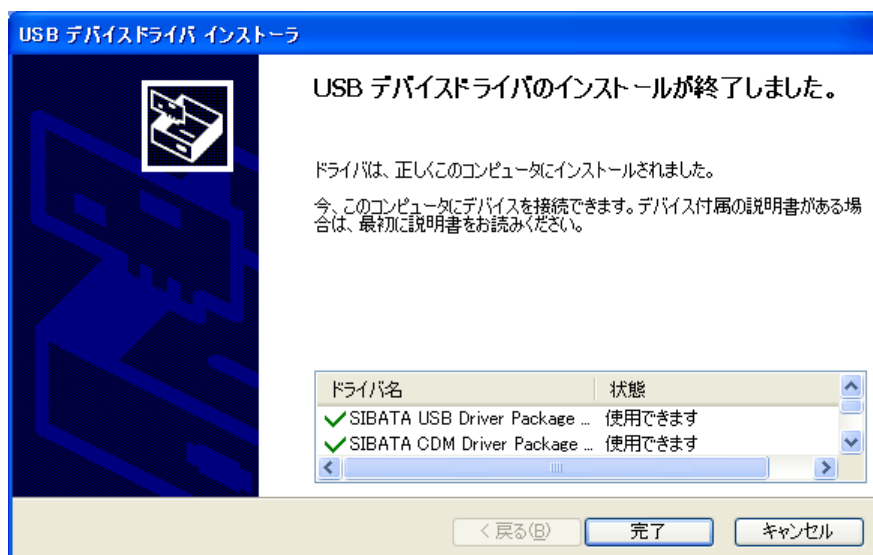 USB デバイスドライバ インストーラ
USB デバイスドライバのインストールが終了しました。
ドライバは、正しくこのコンピュータにインストールされました。
今、このコンピュータにデバイスを接続できます。デバイス付属の説明書がある場
合は、最初に説明書をお読みください。
ドライバ名 状態
SIBATA USB Driver Package ... 使用できます
SIBATA CDM Driver Package ... 使用できます
< 戻る(B) 完了 キャンセル